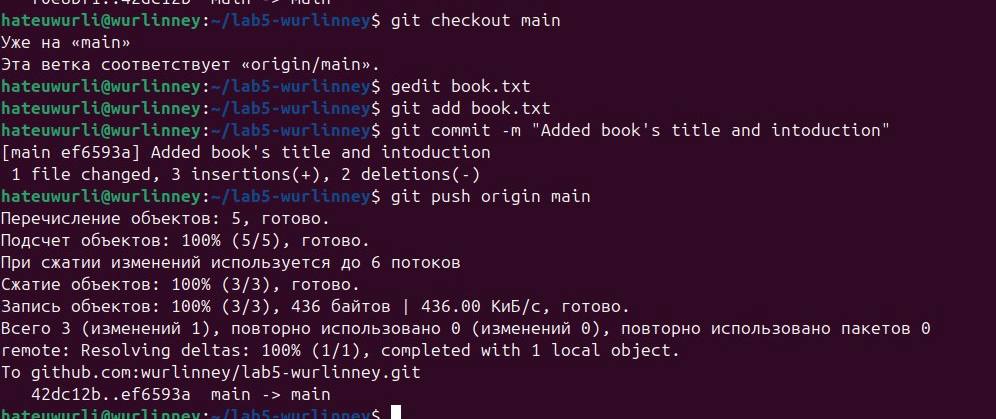 hateuwurli@wurlinney:~/lab5-wurlinney$ git checkout main
Уже на «main»
Эта ветка соответствует «origin/main».
hateuwurli@wurlinney:~/lab5-wurlinney$ gedit book.txt
hateuwurli@wurlinney:~/lab5-wurlinney$ git add book.txt
hateuwurli@wurlinney:~/lab5-wurlinney$ git commit -m "Added book's title and intoduction"
[main ef6593a] Added book's title and intoduction
 1 file changed, 3 insertions(+), 2 deletions(-)
hateuwurli@wurlinney:~/lab5-wurlinney$ git push origin main
Перечисление объектов: 5, готово.
Подсчет объектов: 100% (5/5), готово.
При сжатии изменений используется до 6 потоков
Сжатие объектов: 100% (3/3), готово.
Запись объектов: 100% (3/3), 436 байтов | 436.00 КиБ/с, готово.
Всего 3 (изменений 1), повторно использовано 0 (изменений 0), повторно использовано пакетов 0
remote: Resolving deltas: 100% (1/1), completed with 1 local object.
To github.com:wurlinney/lab5-wurlinney.git
   42dc12b..ef6593a  main -> main
hateuwurli@wurlinney:~/lab5-wurlinney$